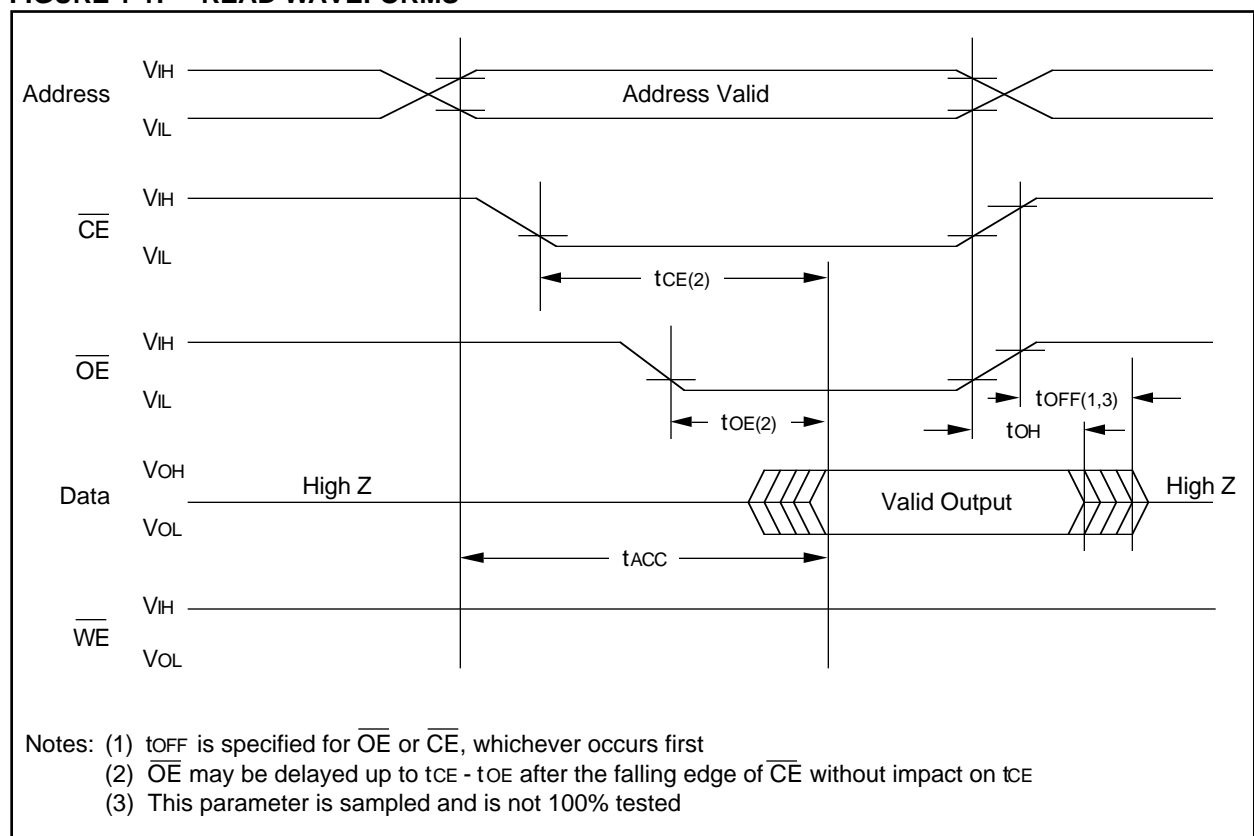 FIGURE 1-1: READ WAVEFORMS
VIH
Address
Address Valid
VIL
VIH
CE
VIL
tCE(2)
VIH
OE
VIL
tOFF(1,3)
tOE(2)
tOH
VOH
Data
High Z
Valid Output
High Z
VOL
tACC
VIH
WE
VOL
Notes: (1) tOFF is specified for OE or CE, whichever occurs first
(2) OE may be delayed up to tCE - tOE after the falling edge of CE without impact on tCE
(3) This parameter is sampled and is not 100% tested